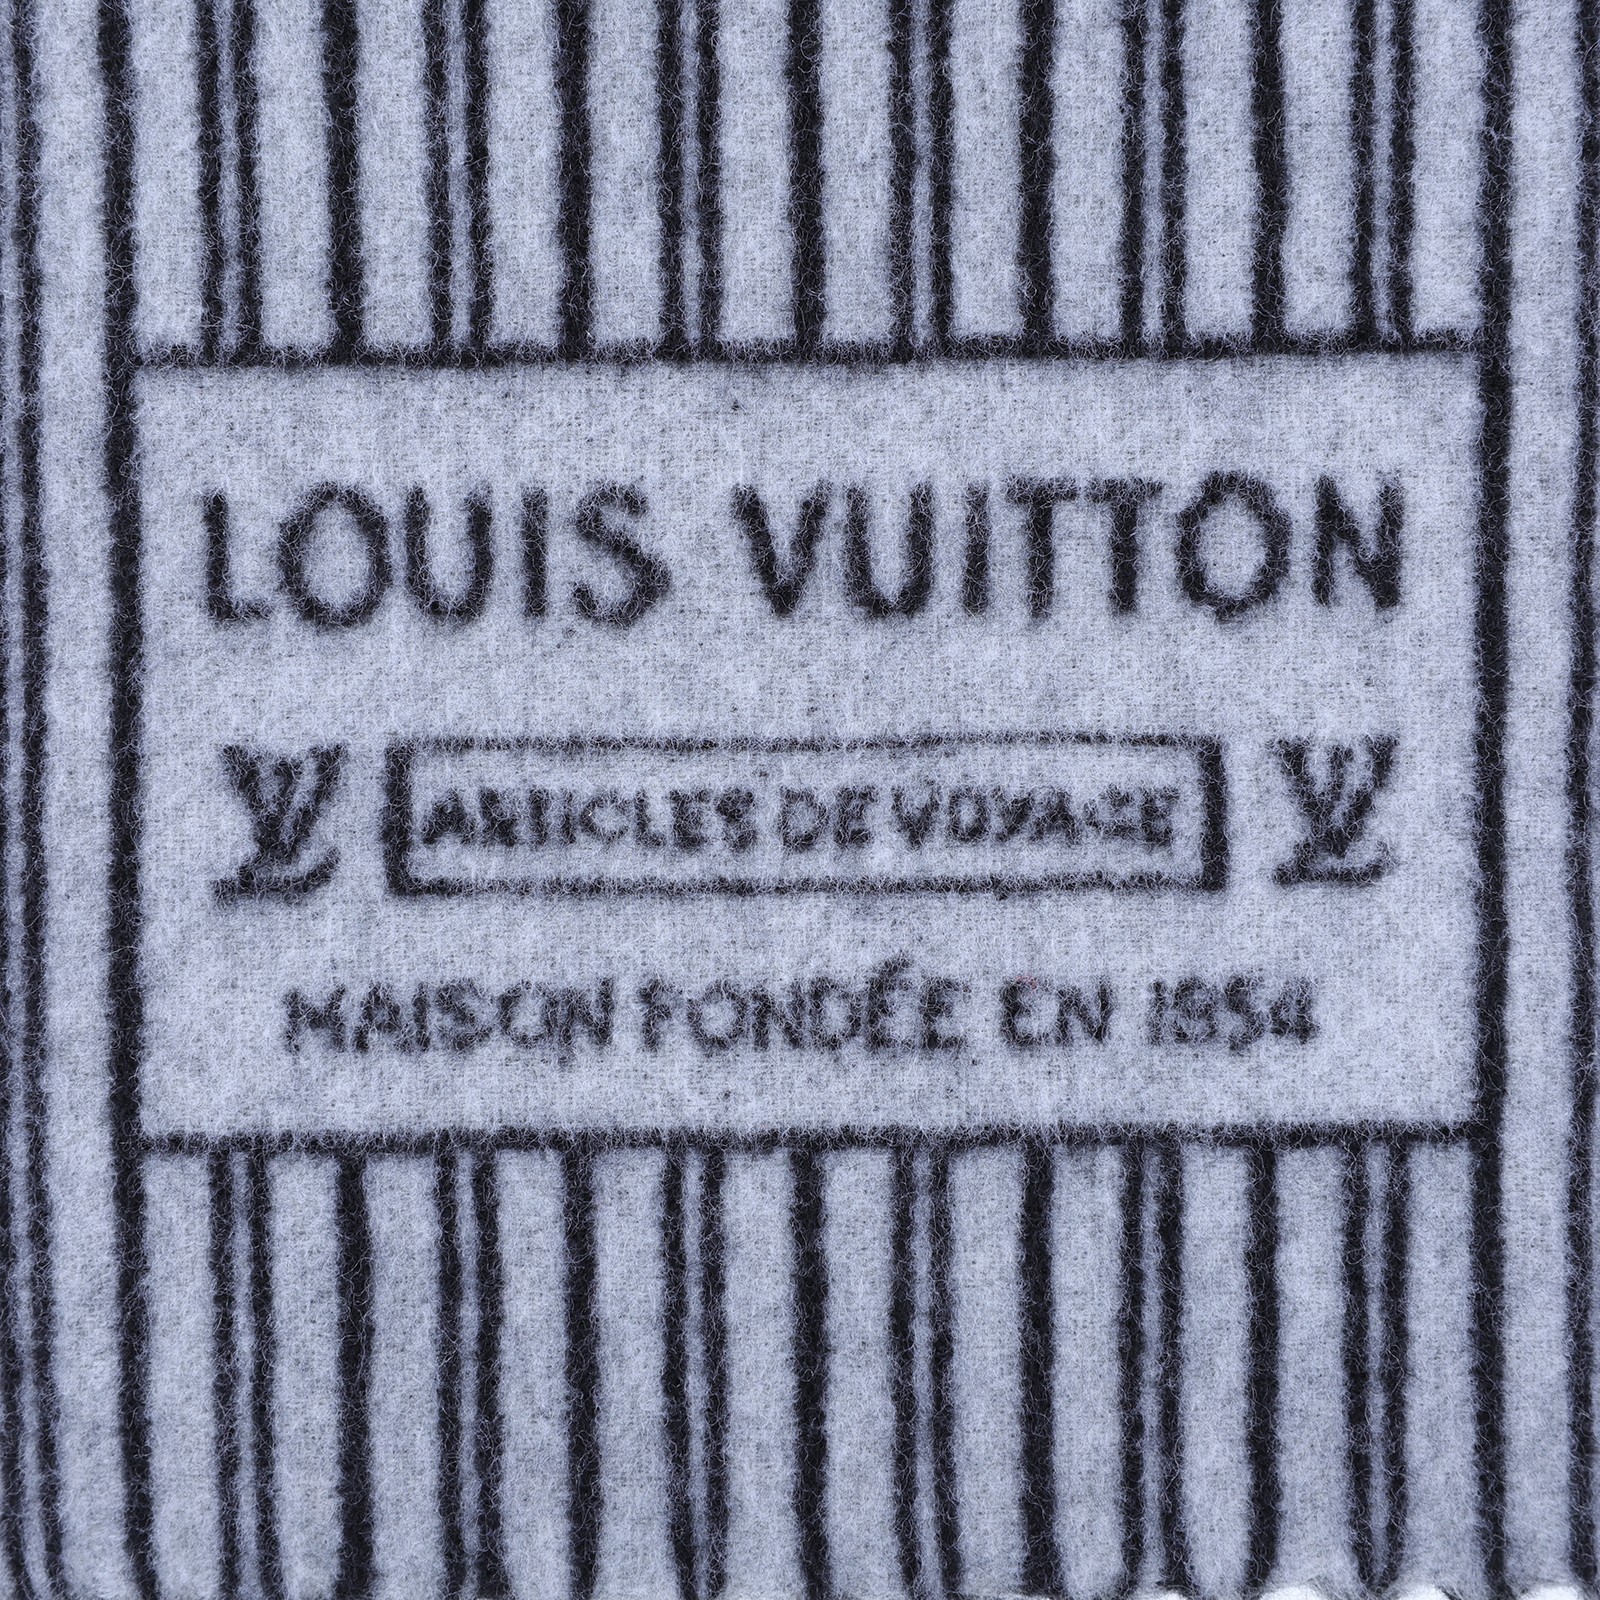 LOUIS VUITTON
LV ARTICLES DE VOYAGE LV
MAISON FONDÉE EN 1854